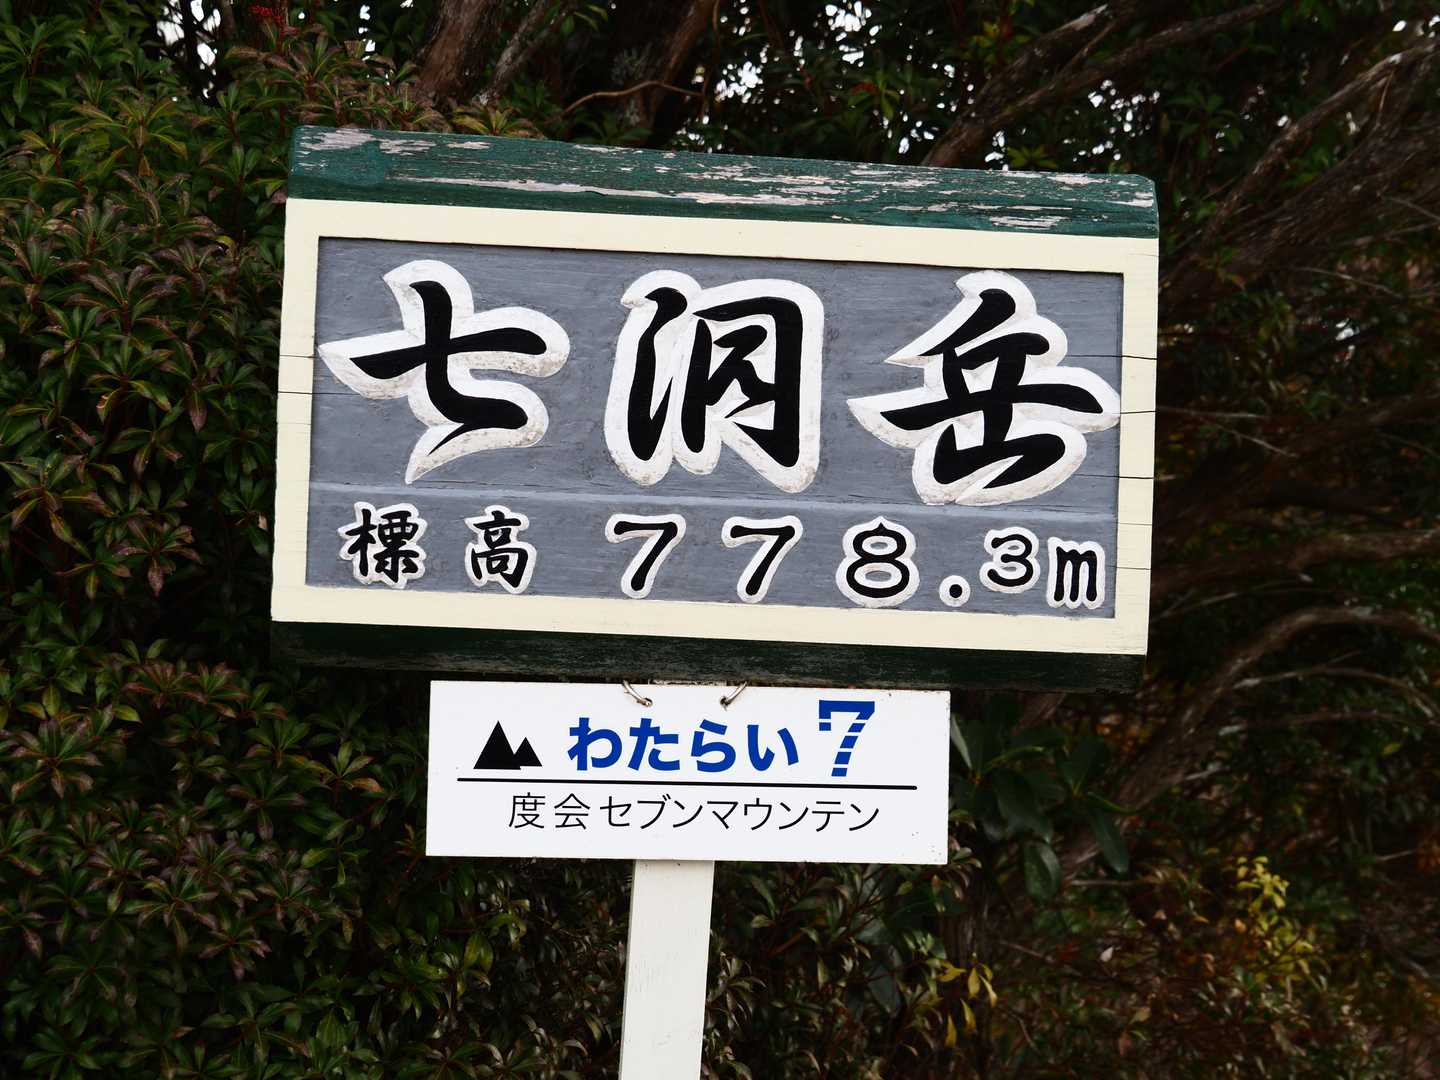 七洞岳
標高 778.3m
わたらい7
度会セブンマウンテン